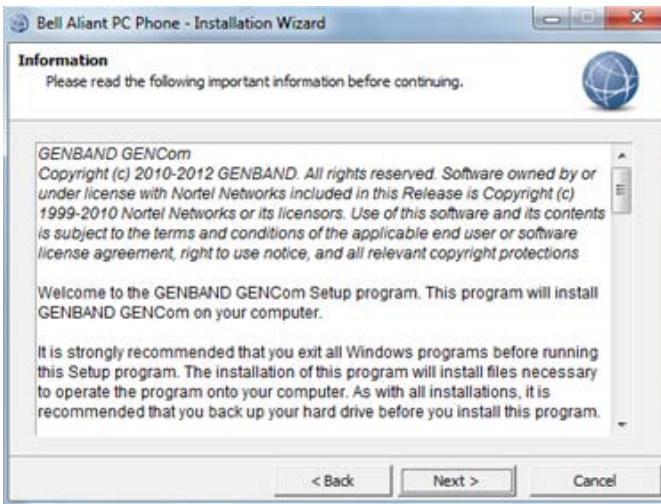 Bell Aliant PC Phone - Installation Wizard
Information
Please read the following important information before continuing.
GENBAND GENCom
Copyright (c) 2010-2012 GENBAND. All rights reserved. Software owned by or
under license with Nortel Networks included in this Release is Copyright (c)
1999-2010 Nortel Networks or its licensors. Use of this software and its contents
is subject to the terms and conditions of the applicable end user or software
license agreement, right to use notice, and all relevant copyright protections
Welcome to the GENBAND GENCom Setup program. This program will install
GENBAND GENCom on your computer.
It is strongly recommended that you exit all Windows programs before running
this Setup program. The installation of this program will install files necessary
to operate the program onto your computer. As with all installations, it is
recommended that you back up your hard drive before you install this program.
< Back Next > Cancel